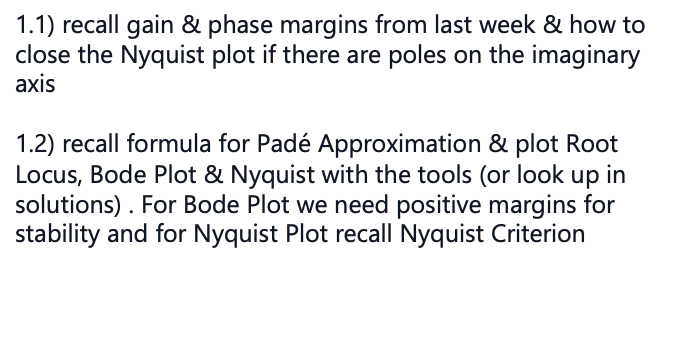 1.1) recall gain & phase margins from last week & how to
close the Nyquist plot if there are poles on the imaginary
axis
1.2) recall formula for Padé Approximation & plot Root
Locus, Bode Plot & Nyquist with the tools (or look up in
solutions) . For Bode Plot we need positive margins for
stability and for Nyquist Plot recall Nyquist Criterion